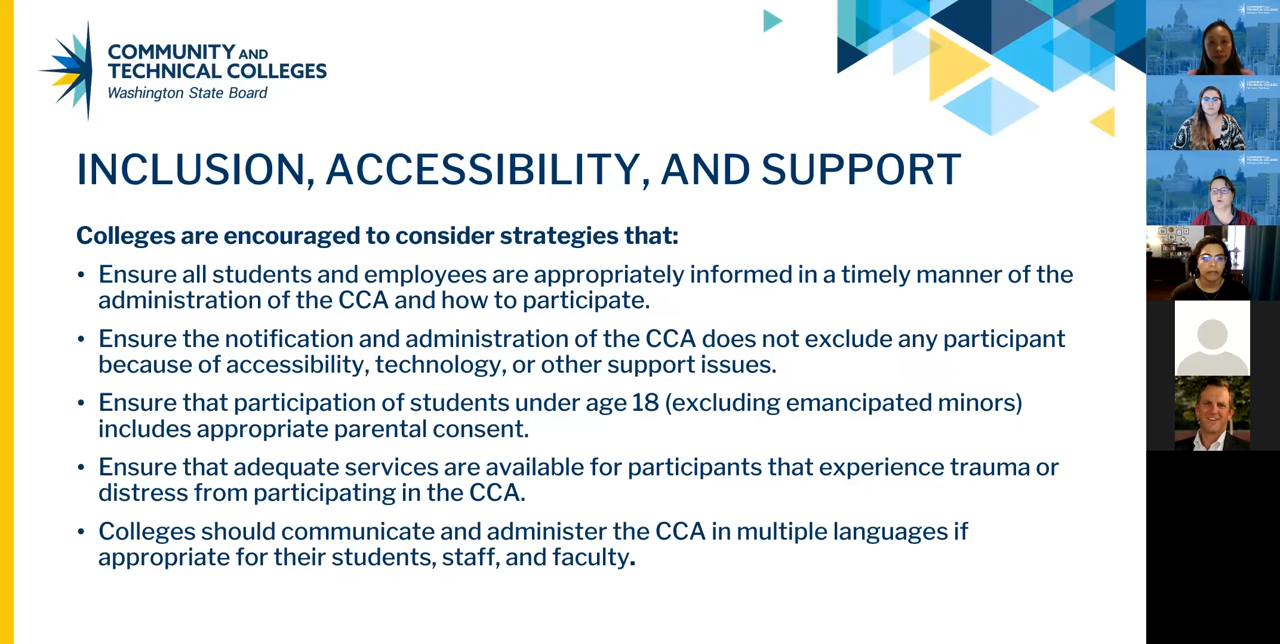 COMMUNITY AND
TECHNICAL COLLEGES
Washington State Board
INCLUSION, ACCESSIBILITY, AND SUPPORT
Colleges are encouraged to consider strategies that:
• Ensure all students and employees are appropriately informed in a timely manner of the
administration of the CCA and how to participate.
• Ensure the notification and administration of the CCA does not exclude any participant
because of accessibility, technology, or other support issues.
• Ensure that participation of students under age 18 (excluding emancipated minors)
includes appropriate parental consent.
• Ensure that adequate services are available for participants that experience trauma or
distress from participating in the CCA.
• Colleges should communicate and administer the CCA in multiple languages if
appropriate for their students, staff, and faculty.